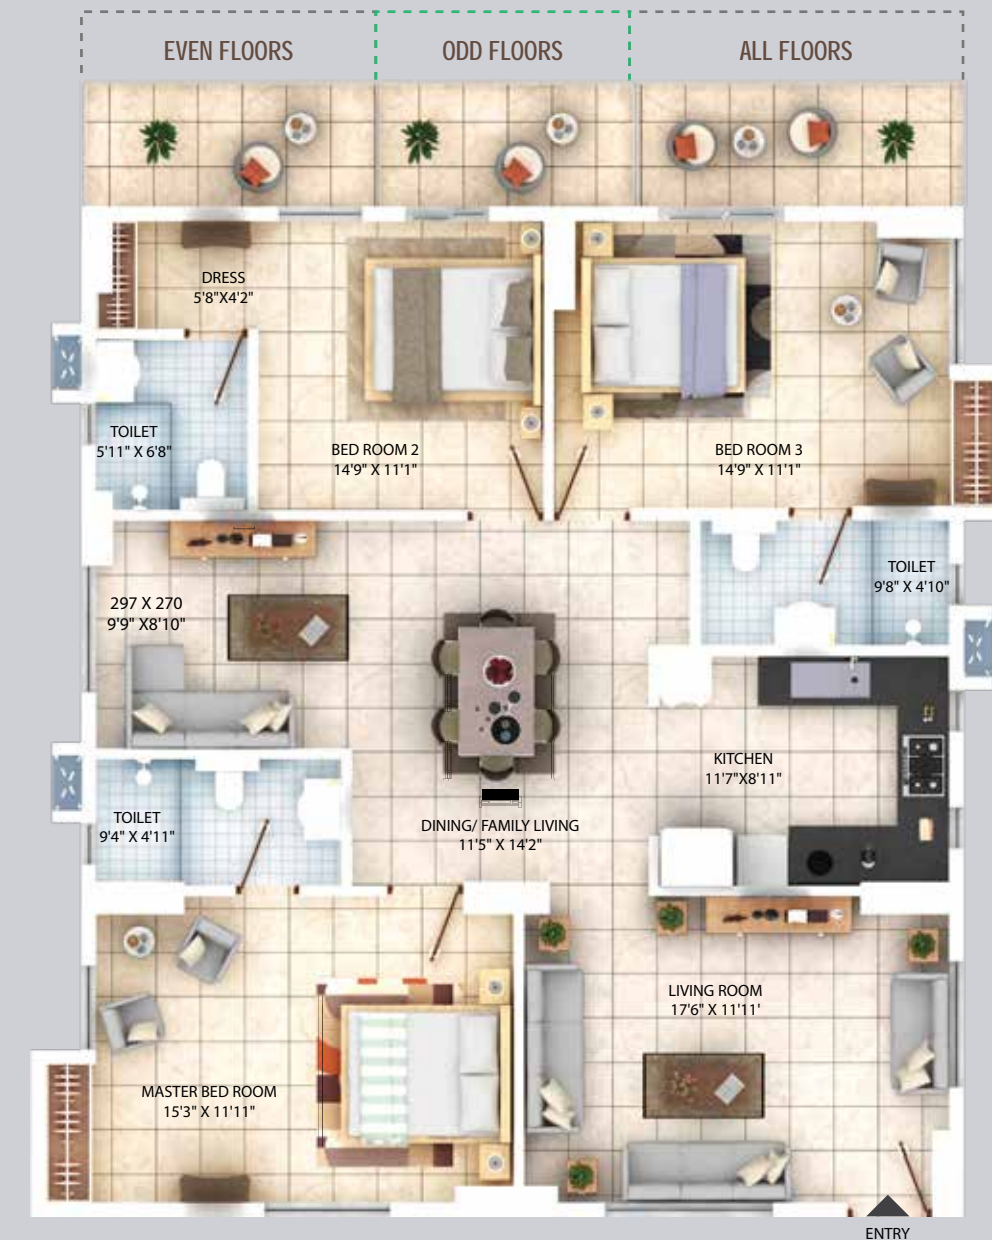 EVEN FLOORS
ODD FLOORS
ALL FLOORS
DRESS
5'8"X4'2"
TOILET
5'11" X 6'8"
BED ROOM 2
14'9" X 11'1"
BED ROOM 3
14'9" X 11'1"
TOILET
9'8" X 4'10"
297 X 270
9'9" X8'10"
KITCHEN
11'7"X8'11"
TOILET
9'4" X 4'11"
DINING/ FAMILY LIVING
11'5" X 14'2"
LIVING ROOM
17'6" X 11'11'
MASTER BED ROOM
15'3" X 11'11"
ENTRY